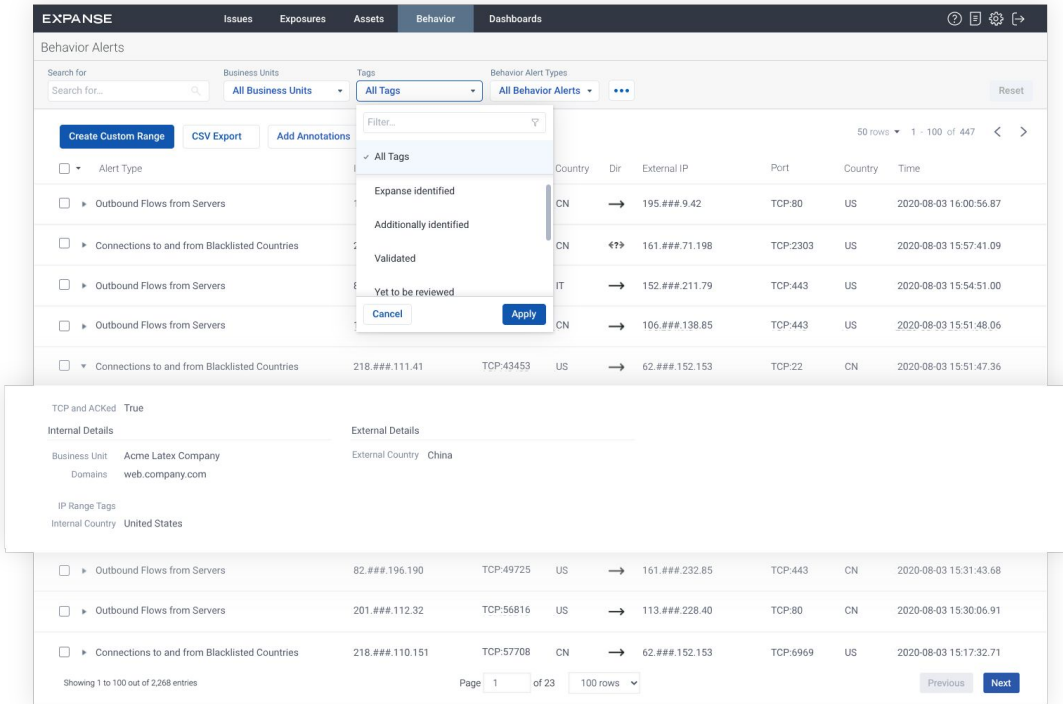 EXPANSE Issues Exposures Assets Behavior Dashboards
Behavior Alerts
Search for Business Units Tags Behavior Alert Types
Search for... All Business Units All Tags All Behavior Alerts ••• Reset
Filter..
Create Custom Range CSV Export Add Annotations 50 rows 1 - 100 of 447
All Tags
Alert Type Country Dir External IP Port Country Time
Expanse identified
Outbound Flows from Servers CN 195.###.9.42 TCP:80 US 2020-08-03 16:00:56.87
Additionally identified
Connections to and from Blacklisted Countries CN 161.###.71.198 TCP:2303 US 2020-08-03 15:57:41.09
Validated
Outbound Flows from Servers IT 152.###.211.79 TCP:443 US 2020-08-03 15:54:51.00
Yet to be reviewed
Cancel Apply
Outbound Flows from Servers CN 106.###.138.85 TCP:443 US 2020-08-03 15:51:48.06
Connections to and from Blacklisted Countries 218.###.111.41 TCP:43453 US 62.###.152.153 TCP:22 CN 2020-08-03 15:51:47.36
TCP and ACKed True
Internal Details External Details
Business Unit Acme Latex Company External Country China
Domains web.company.com
IP Range Tags
Internal Country United States
Outbound Flows from Servers 82.###.196.190 TCP:49725 US 161.###.232.85 TCP:443 CN 2020-08-03 15:31:43.68
Outbound Flows from Servers 201.###.112.32 TCP:56816 US 113.###.228.40 TCP:80 CN 2020-08-03 15:30:06.91
Connections to and from Blacklisted Countries 218.###.110.151 TCP:57708 CN 62.###.152.153 TCP:6969 US 2020-08-03 15:17:32.71
Showing 1 to 100 out of 2,268 entries Page 1 of 23 100 rows Previous Next